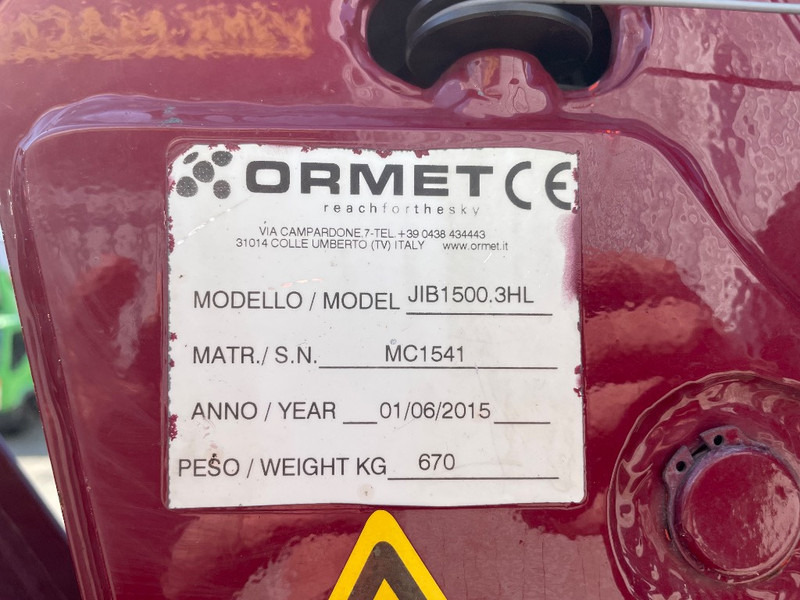 ORMET CE
reachforthesky
VIA CAMPARDONE,7-TEL.+39 0438 434443
31014 COLLE UMBERTO (TV) ITALY www.ormet.it
MODELLO / MODEL JIB1500.3HL
MATR./ S.N. MC1541
ANNO / YEAR 01/06/2015
PESO / WEIGHT KG 670